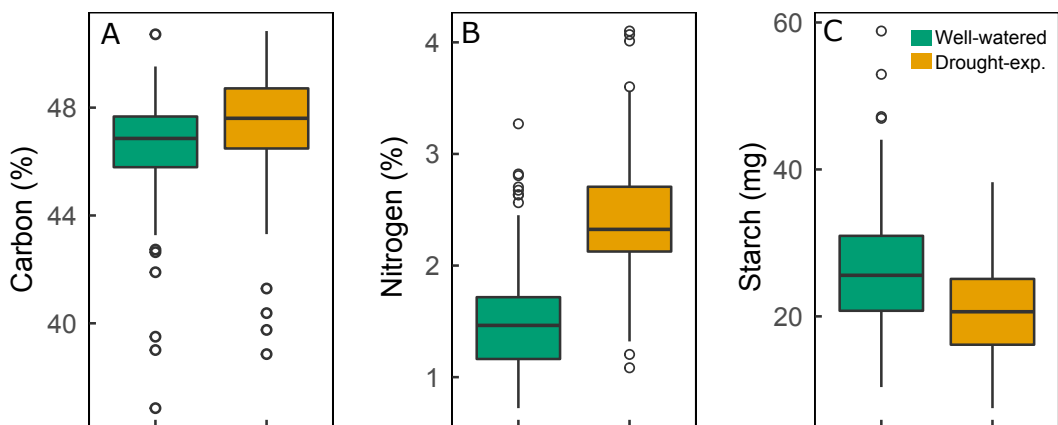 A
Carbon (%)
48
44
40
B
Nitrogen (%)
4
3
2
1
C
Starch (mg)
60
40
20
Well-watered
Drought-exp.